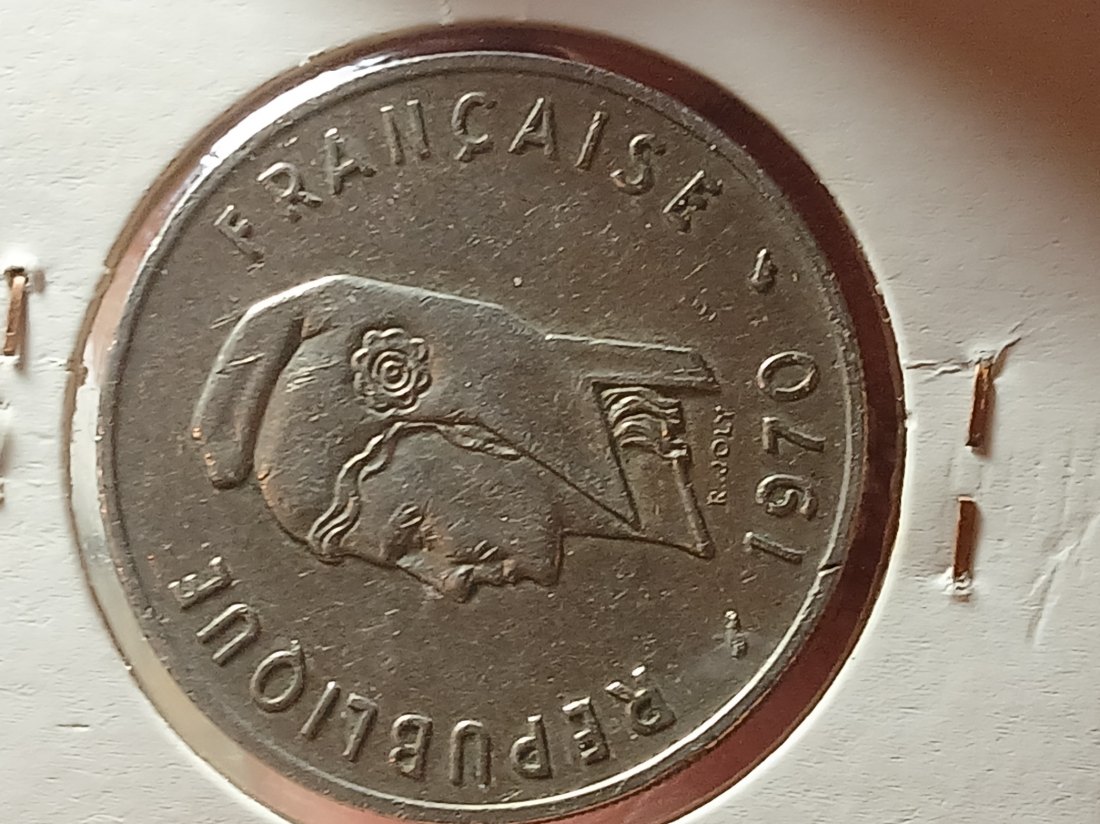 REPUBLIQUE FRANÇAISE
R. JOLY
1970